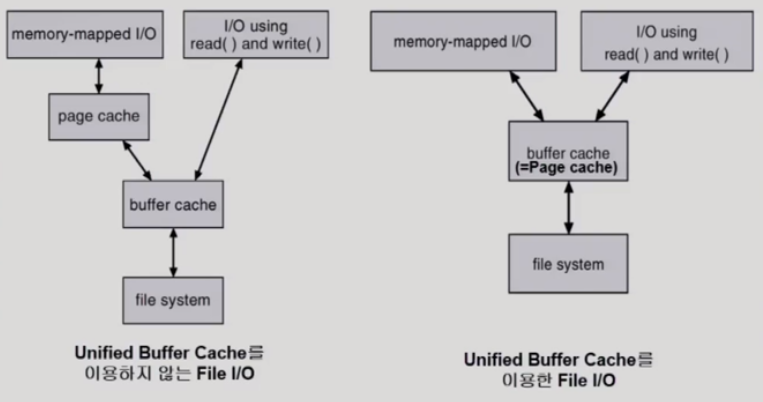 memory-mapped I/O
I/O using
read( ) and write( )
page cache
buffer cache
file system
Unified Buffer Cache를
이용하지 않는 File I/O
memory-mapped I/O
I/O using
read( ) and write( )
buffer cache
(=Page cache)
file system
Unified Buffer Cache를
이용한 File I/O